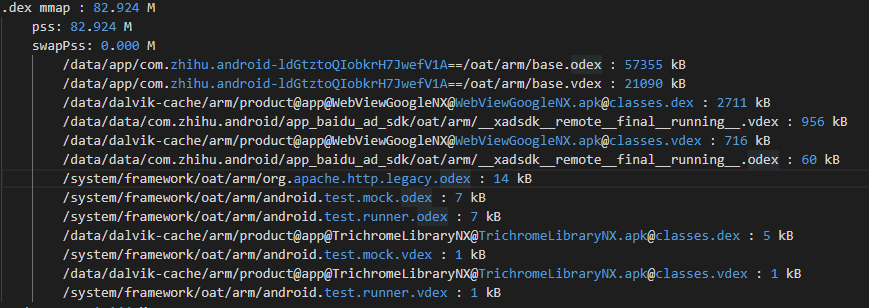 .dex mmap : 82.924 M
pss: 82.924 M
swapPss: 0.000 M
/data/app/com.zhihu.android-ldGtztoQIobkrH7JwefV1A==/oat/arm/base.odex : 57355 kB
/data/app/com.zhihu.android-ldGtztoQIobkrH7JwefV1A==/oat/arm/base.vdex : 21090 kB
/data/dalvik-cache/arm/product@app@WebViewGoogleNX@WebViewGoogleNX.apk@classes.dex : 2711 kB
/data/data/com.zhihu.android/app_baidu_ad_sdk/oat/arm/__xadsdk__remote__final__running__.vdex : 956 kB
/data/dalvik-cache/arm/product@app@WebViewGoogleNX@WebViewGoogleNX.apk@classes.vdex : 716 kB
/data/data/com.zhihu.android/app_baidu_ad_sdk/oat/arm/__xadsdk__remote__final__running__.odex : 60 kB
/system/framework/oat/arm/org.apache.http.legacy.odex : 14 kB
/system/framework/oat/arm/android.test.mock.odex : 7 kB
/system/framework/oat/arm/android.test.runner.odex : 7 kB
/data/dalvik-cache/arm/product@app@TrichromeLibraryNX@TrichromeLibraryNX.apk@classes.dex : 5 kB
/system/framework/oat/arm/android.test.mock.vdex : 1 kB
/data/dalvik-cache/arm/product@app@TrichromeLibraryNX@TrichromeLibraryNX.apk@classes.vdex : 1 kB
/system/framework/oat/arm/android.test.runner.vdex : 1 kB